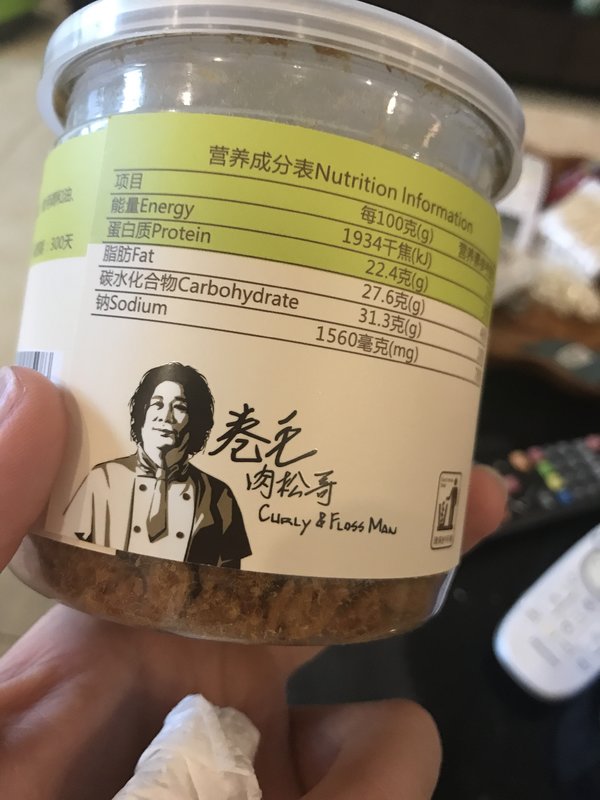 营养成分表Nutrition Information
项目 每100克(g)
能量Energy 1934千焦(kJ)
蛋白质Protein 22.4克(g)
脂肪Fat 27.6克(g)
碳水化合物Carbohydrate 31.3克(g)
钠Sodium 1560毫克(mg)
300天
卷毛
肉松哥
CURLY & FLOSS MAN